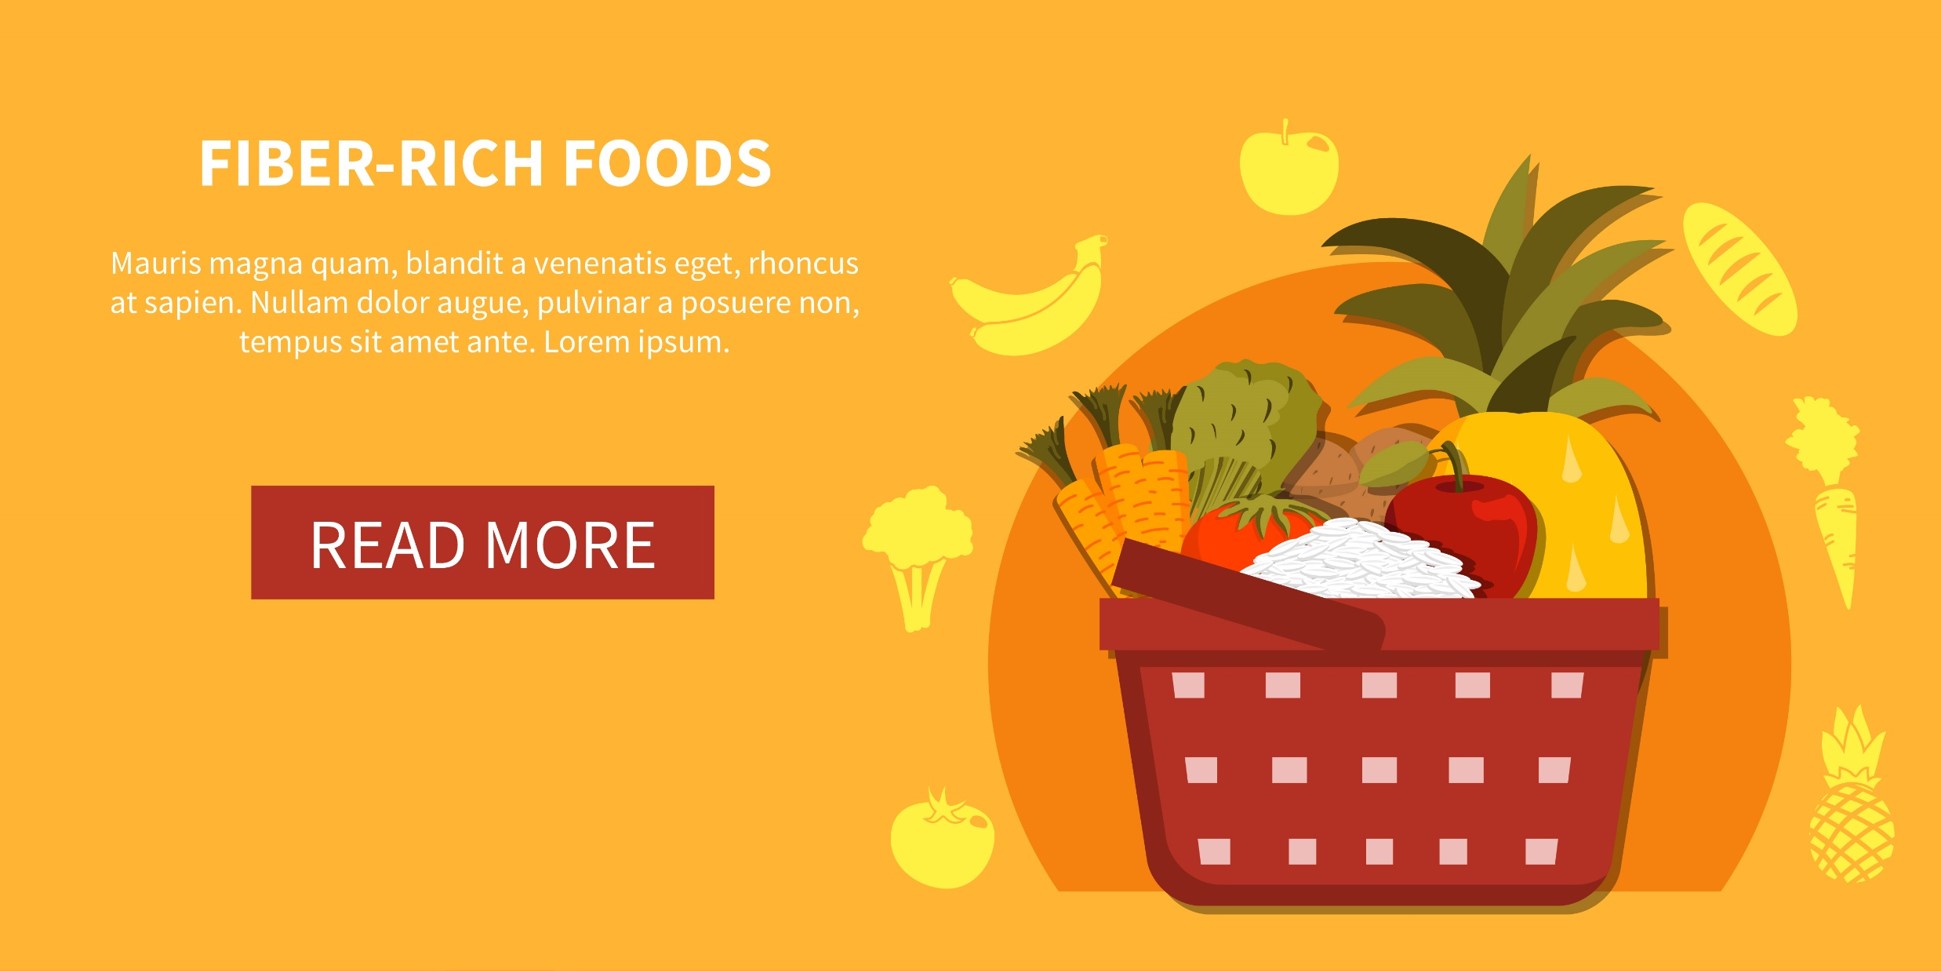 FIBER-RICH FOODS
Mauris magna quam, blandit a venenatis eget, rhoncus
at sapien. Nullam dolor augue, pulvinar a posuere non,
tempus sit amet ante. Lorem ipsum.
READ MORE